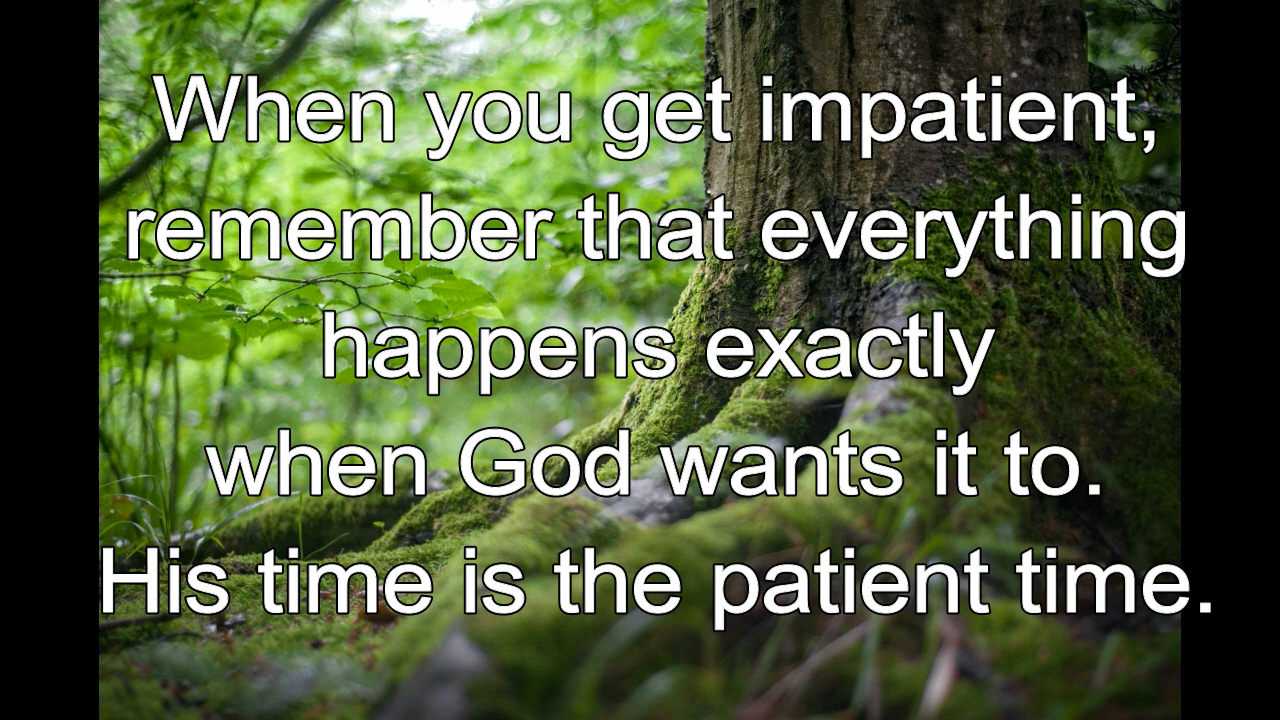 When you get impatient,
remember that everything
happens exactly
when God wants it to.
His time is the patient time.